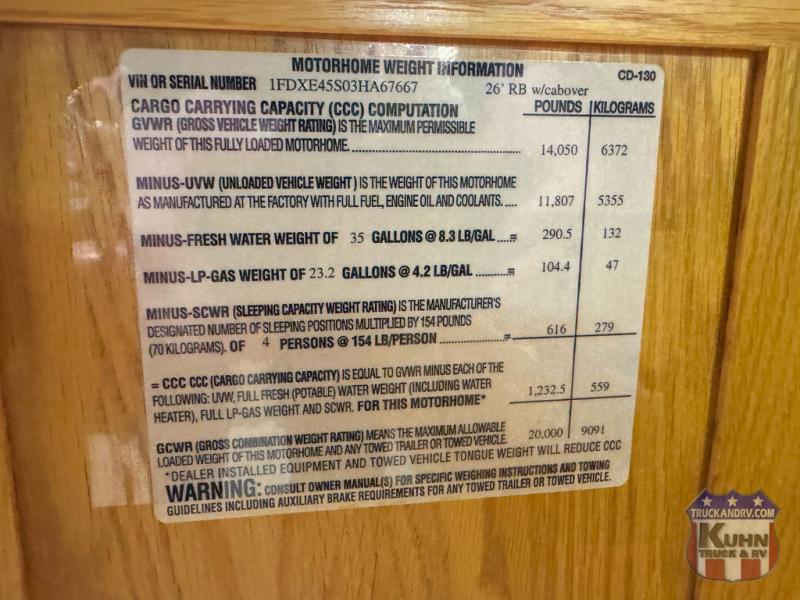 MOTORHOME WEIGHT INFORMATION
CD-130
VIN OR SERIAL NUMBER 1FDXE45S03HA67667 26' RB w/cabover
CARGO CARRYING CAPACITY (CCC) COMPUTATION POUNDS KILOGRAMS
GVWR (GROSS VEHICLE WEIGHT RATING) IS THE MAXIMUM PERMISSIBLE
WEIGHT OF THIS FULLY LOADED MOTORHOME. 14,050 6372
MINUS-UVW (UNLOADED VEHICLE WEIGHT) IS THE WEIGHT OF THIS MOTORHOME
AS MANUFACTURED AT THE FACTORY WITH FULL FUEL, ENGINE OIL AND COOLANTS. .... 11,807 5355
MINUS-FRESH WATER WEIGHT OF 35 GALLONS @ 8.3 LB/GAL ....= 290.5 132
MINUS-LP-GAS WEIGHT OF 23.2 GALLONS @ 4.2 LB/GAL ..........= 104.4 47
MINUS-SCWR (SLEEPING CAPACITY WEIGHT RATING) IS THE MANUFACTURER'S
DESIGNATED NUMBER OF SLEEPING POSITIONS MULTIPLIED BY 154 POUNDS
(70 KILOGRAMS). OF 4 PERSONS @ 154 LB/PERSON ..................= 616 279
= CCC CCC (CARGO CARRYING CAPACITY) IS EQUAL TO GVWR MINUS EACH OF THE
FOLLOWING: UVW, FULL FRESH (POTABLE) WATER WEIGHT (INCLUDING WATER
HEATER), FULL LP-GAS WEIGHT AND SCWR. FOR THIS MOTORHOME* 1,232.5 559
GCWR (GROSS COMBINATION WEIGHT RATING) MEANS THE MAXIMUM ALLOWABLE
LOADED WEIGHT OF THIS MOTORHOME AND ANY TOWED TRAILER OR TOWED VEHICLE. 20,000 9091
*DEALER INSTALLED EQUIPMENT AND TOWED VEHICLE TONGUE WEIGHT WILL REDUCE CCC
WARNING: CONSULT OWNER MANUAL(S) FOR SPECIFIC WEIGHING INSTRUCTIONS AND TOWING
GUIDELINES INCLUDING AUXILIARY BRAKE REQUIREMENTS FOR ANY TOWED TRAILER OR TOWED VEHICLE.
TRUCKANDRV.COM
KUHN
TRUCK & RV